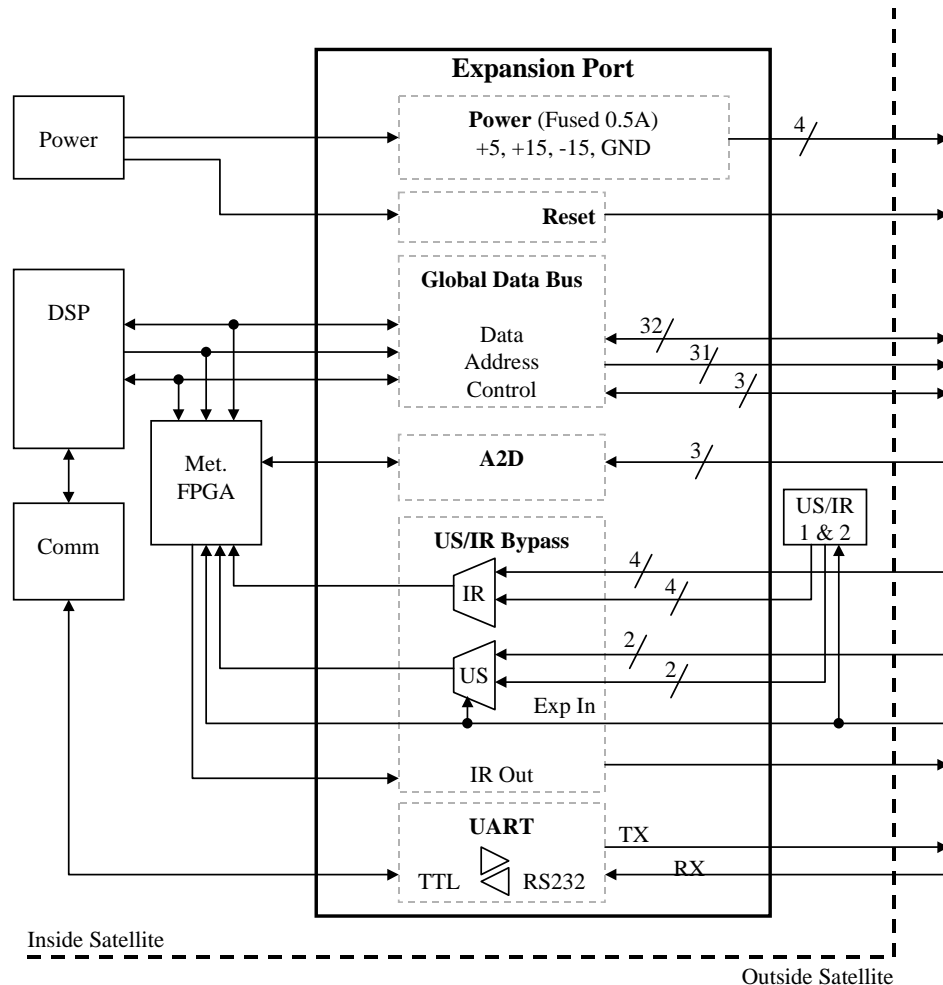 Expansion Port
Power
Power (Fused 0.5A)
+5, +15, -15, GND
4
Reset
DSP
Global Data Bus
Data
Address
Control
32
31
3
Met.
FPGA
A2D
3
Comm
US/IR
1 & 2
US/IR Bypass
IR
4
4
US
2
2
Exp In
IR Out
UART
TTL
RS232
TX
RX
Inside Satellite
Outside Satellite